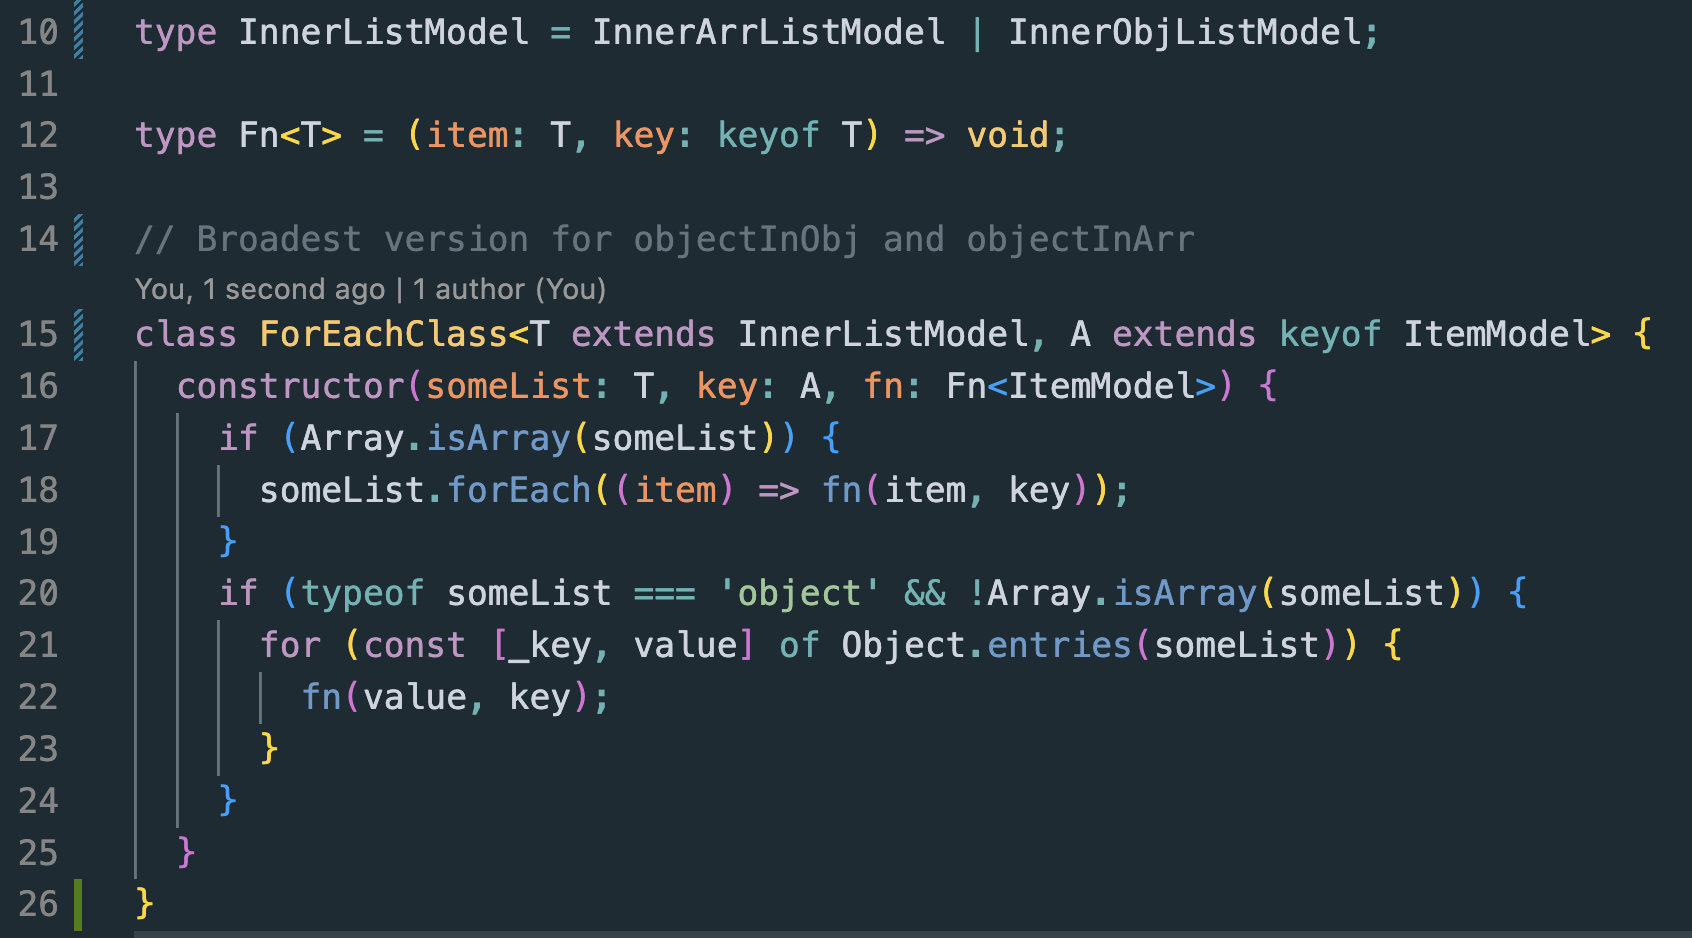 10 type InnerListModel = InnerArrListModel | InnerObjListModel;
11
12 type Fn<T> = (item: T, key: keyof T) => void;
13
14 // Broadest version for objectInObj and objectInArr
You, 1 second ago | 1 author (You)
15 class ForEachClass<T extends InnerListModel, A extends keyof ItemModel> {
16   constructor(someList: T, key: A, fn: Fn<ItemModel>) {
17     if (Array.isArray(someList)) {
18       someList.forEach((item) => fn(item, key));
19     }
20     if (typeof someList === 'object' && !Array.isArray(someList)) {
21       for (const [_key, value] of Object.entries(someList)) {
22         fn(value, key);
23       }
24     }
25   }
26 }